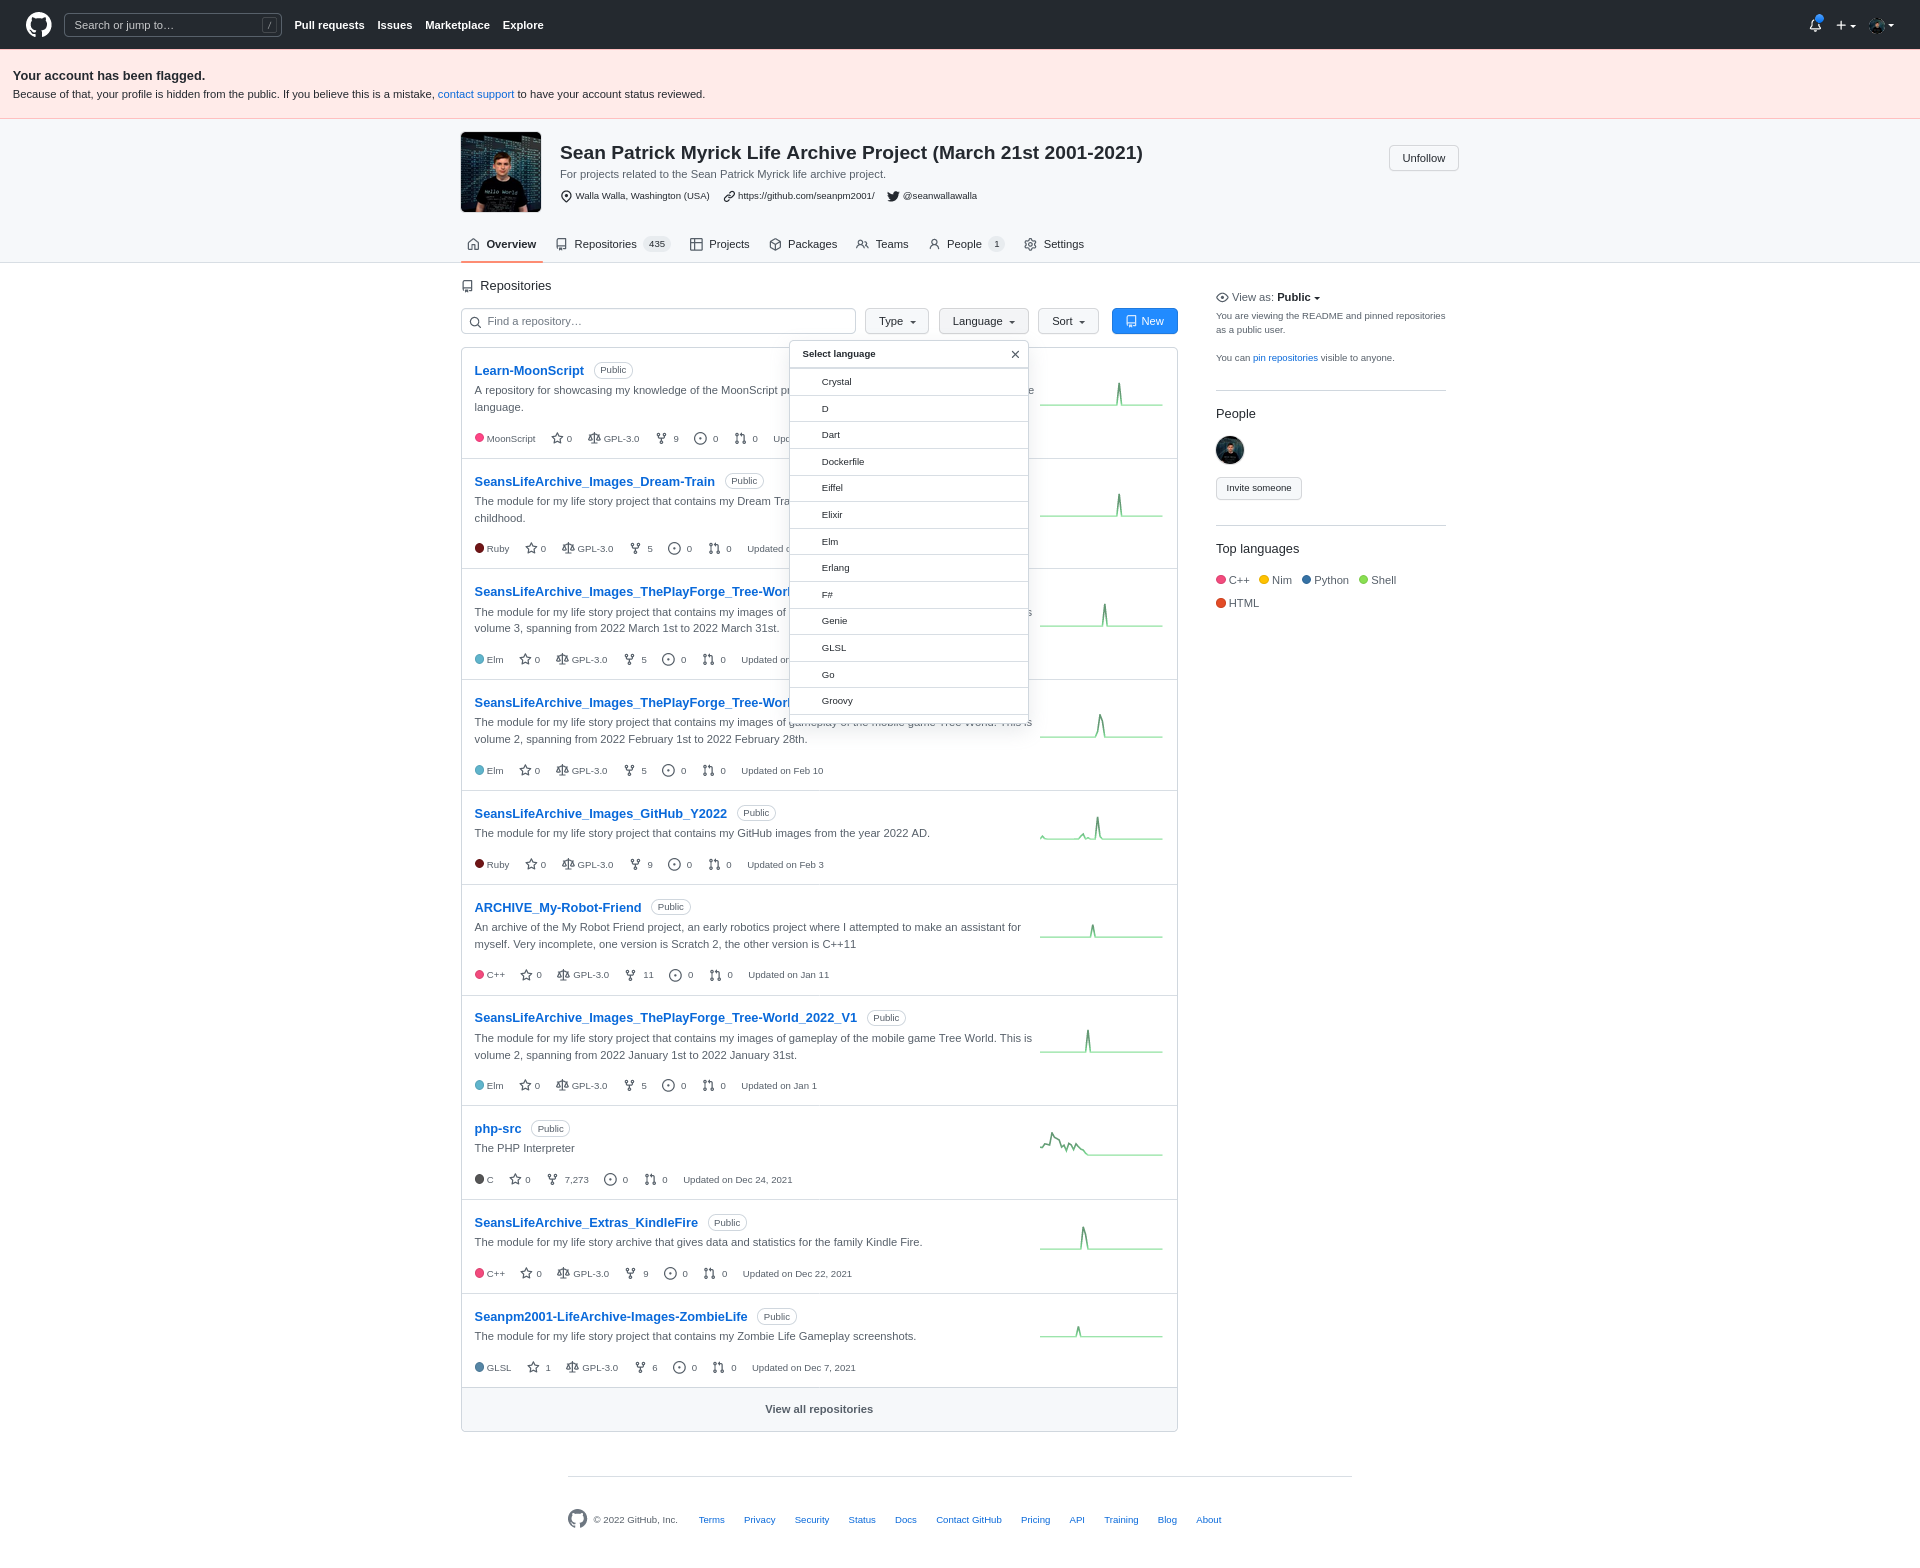 Search or jump to… /
Pull requests Issues Marketplace Explore
Your account has been flagged.
Because of that, your profile is hidden from the public. If you believe this is a mistake, contact support to have your account status reviewed.
Sean Patrick Myrick Life Archive Project (March 21st 2001-2021)
Unfollow
For projects related to the Sean Patrick Myrick life archive project.
Walla Walla, Washington (USA) https://github.com/seanpm2001/ @seanwallawalla
Hello World
Overview Repositories 435 Projects Packages Teams People 1 Settings
Repositories
Find a repository…
Type Language Sort New
Select language
Crystal
D
Dart
Dockerfile
Eiffel
Elixir
Elm
Erlang
F#
Genie
GLSL
Go
Groovy
Learn-MoonScript Public
A repository for showcasing my knowledge of the MoonScript
language.
MoonScript 0 GPL-3.0 9 0 0
SeansLifeArchive_Images_Dream-Train Public
The module for my life story project that contains my Dream
childhood.
Ruby 0 GPL-3.0 5 0 0 Updated
SeansLifeArchive_Images_ThePlayForge_Tree-Worl
The module for my life story project that contains my images of
volume 3, spanning from 2022 March 1st to 2022 March 31st.
Elm 0 GPL-3.0 5 0 0 Updated on
SeansLifeArchive_Images_ThePlayForge_Tree-Worl
The module for my life story project that contains my images of gameplay of the mobile game Tree World. This is
volume 2, spanning from 2022 February 1st to 2022 February 28th.
Elm 0 GPL-3.0 5 0 0 Updated on Feb 10
SeansLifeArchive_Images_GitHub_Y2022 Public
The module for my life story project that contains my GitHub images from the year 2022 AD.
Ruby 0 GPL-3.0 9 0 0 Updated on Feb 3
ARCHIVE_My-Robot-Friend Public
An archive of the My Robot Friend project, an early robotics project where I attempted to make an assistant for
myself. Very incomplete, one version is Scratch 2, the other version is C++11
C++ 0 GPL-3.0 11 0 0 Updated on Jan 11
SeansLifeArchive_Images_ThePlayForge_Tree-World_2022_V1 Public
The module for my life story project that contains my images of gameplay of the mobile game Tree World. This is
volume 2, spanning from 2022 January 1st to 2022 January 31st.
Elm 0 GPL-3.0 5 0 0 Updated on Jan 1
php-src Public
The PHP Interpreter
C 0 7,273 0 0 Updated on Dec 24, 2021
SeansLifeArchive_Extras_KindleFire Public
The module for my life story archive that gives data and statistics for the family Kindle Fire.
C++ 0 GPL-3.0 9 0 0 Updated on Dec 22, 2021
Seanpm2001-LifeArchive-Images-ZombieLife Public
The module for my life story project that contains my Zombie Life Gameplay screenshots.
GLSL 1 GPL-3.0 6 0 0 Updated on Dec 7, 2021
View all repositories
View as: Public
You are viewing the README and pinned repositories
as a public user.
You can pin repositories visible to anyone.
People
Invite someone
Top languages
C++ Nim Python Shell
HTML
© 2022 GitHub, Inc. Terms Privacy Security Status Docs Contact GitHub Pricing API Training Blog About